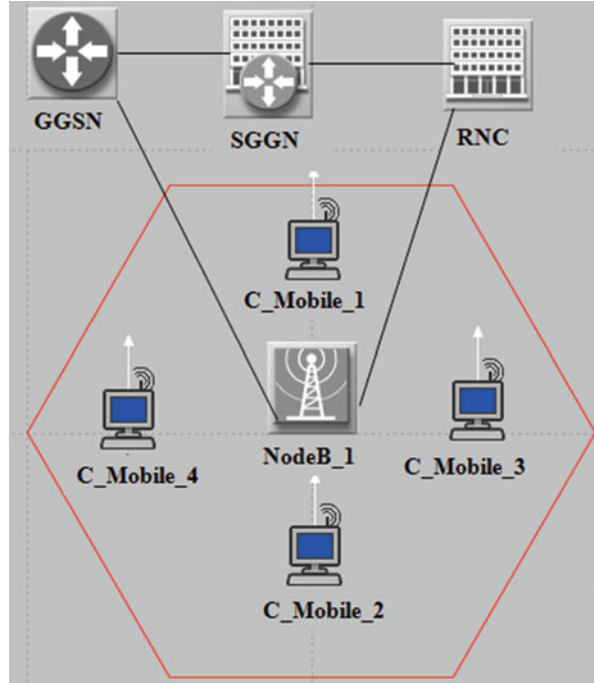 GGSN
SGGN
RNC
C_Mobile_1
C_Mobile_4
NodeB_1
C_Mobile_3
C_Mobile_2